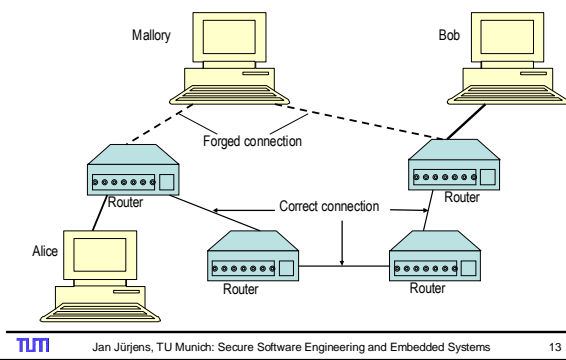 Mallory
Bob
Forged connection
Router
Router
Correct connection
Alice
Router
Router
TUM
Jan Jürjens, TU Munich: Secure Software Engineering and Embedded Systems
13